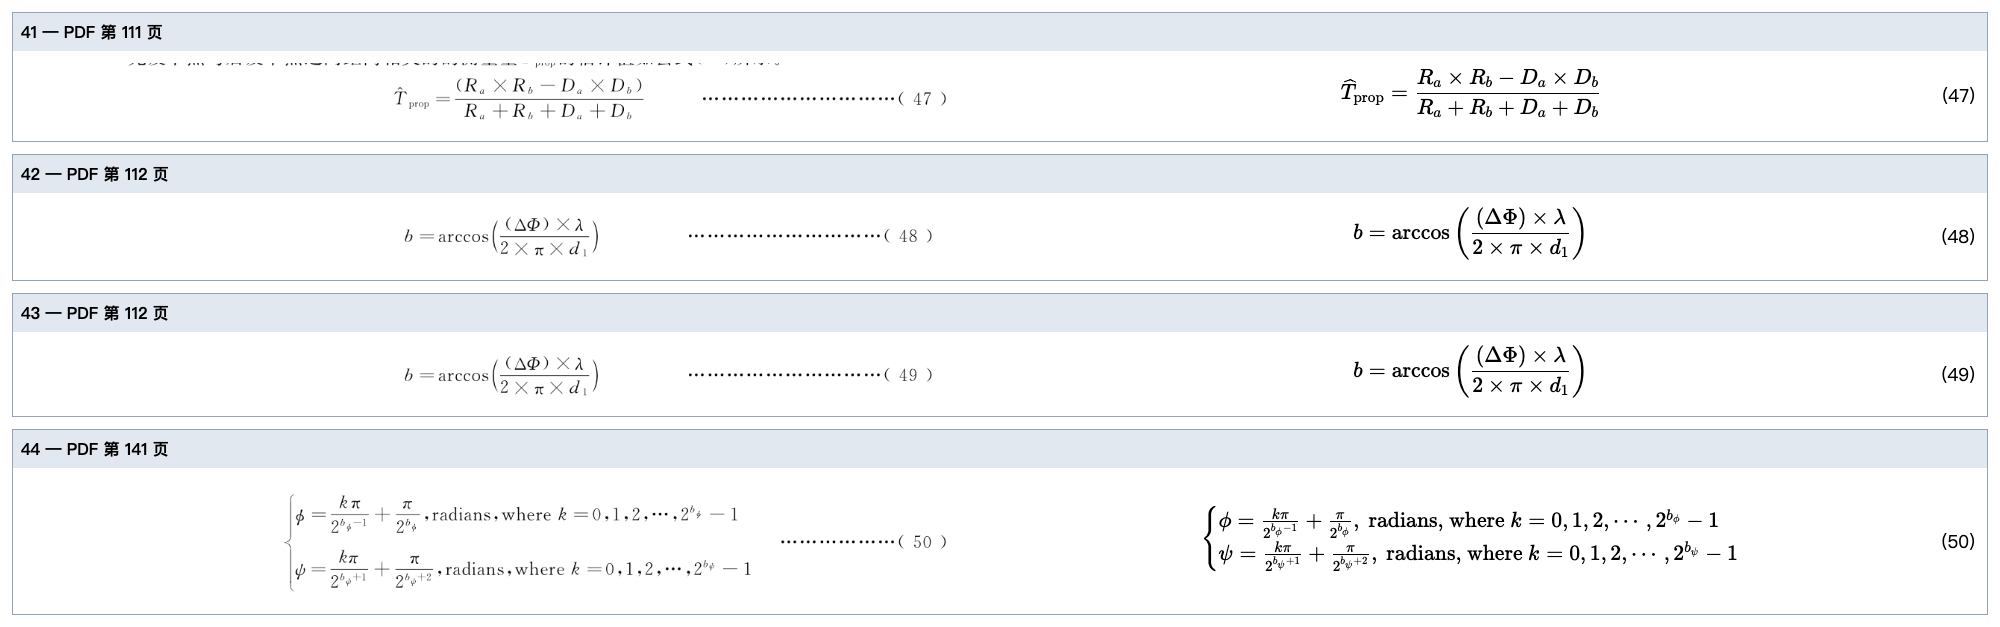 41 — PDF 第 111 页
T̂_prop = (R_a × R_b − D_a × D_b) / (R_a + R_b + D_a + D_b) ………………………( 47 )
T̂_prop = (R_a × R_b − D_a × D_b) / (R_a + R_b + D_a + D_b) (47)
42 — PDF 第 112 页
b = arccos( (ΔΦ) × λ / 2 × π × d_1 ) ………………………( 48 )
b = arccos( (ΔΦ) × λ / 2 × π × d_1 ) (48)
43 — PDF 第 112 页
b = arccos( (ΔΦ) × λ / 2 × π × d_1 ) ………………………( 49 )
b = arccos( (ΔΦ) × λ / 2 × π × d_1 ) (49)
44 — PDF 第 141 页
ϕ = kπ / 2^(b_ϕ−1) + π / 2^(b_ϕ), radians, where k = 0,1,2,…,2^(b_ϕ) − 1
ψ = kπ / 2^(b_ψ+1) + π / 2^(b_ψ+2), radians, where k = 0,1,2,…,2^(b_ψ) − 1
………………( 50 )
ϕ = kπ / 2^(b_ϕ−1) + π / 2^(b_ϕ), radians, where k = 0, 1, 2, ⋯ , 2^(b_ϕ) − 1
ψ = kπ / 2^(b_ψ+1) + π / 2^(b_ψ+2), radians, where k = 0, 1, 2, ⋯ , 2^(b_ψ) − 1
(50)